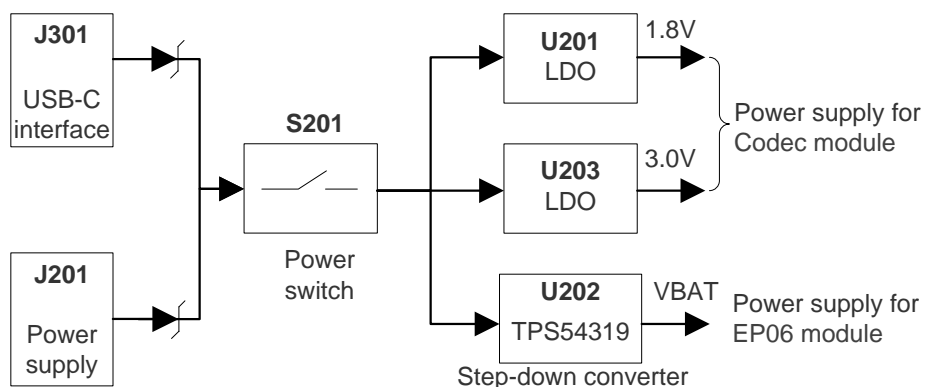 J301
USB-C
interface
J201
Power
supply
S201
Power
switch
U201
LDO
1.8V
U203
LDO
3.0V
Power supply for
Codec module
U202
TPS54319
VBAT
Step-down converter
Power supply for
EP06 module